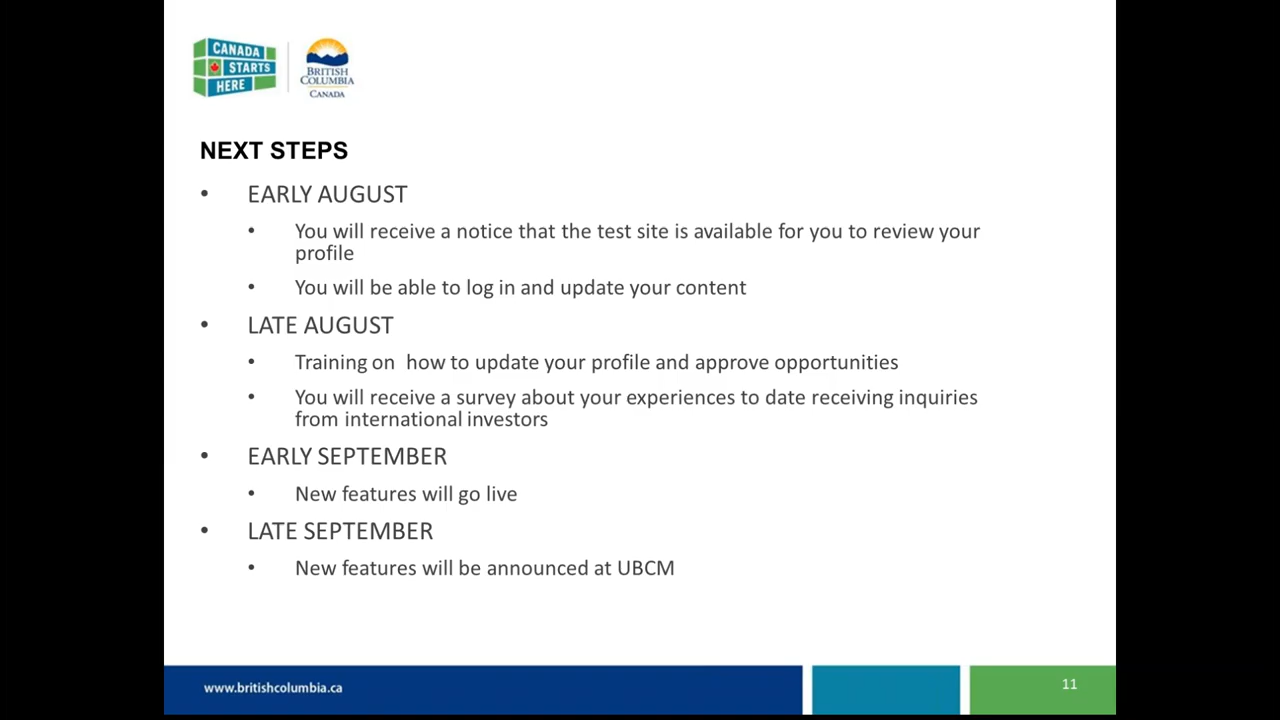 CANADA
STARTS
HERE
BRITISH
COLUMBIA
CANADA
NEXT STEPS
• EARLY AUGUST
• You will receive a notice that the test site is available for you to review your
profile
• You will be able to log in and update your content
• LATE AUGUST
• Training on  how to update your profile and approve opportunities
• You will receive a survey about your experiences to date receiving inquiries
from international investors
• EARLY SEPTEMBER
• New features will go live
• LATE SEPTEMBER
• New features will be announced at UBCM
www.britishcolumbia.ca
11